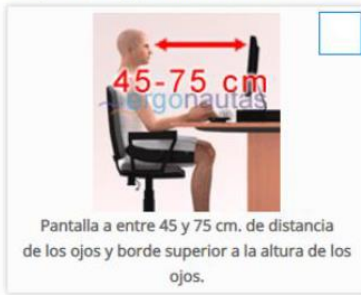 45-75 cm
ergonautas
Pantalla a entre 45 y 75 cm. de distancia
de los ojos y borde superior a la altura de los
ojos.